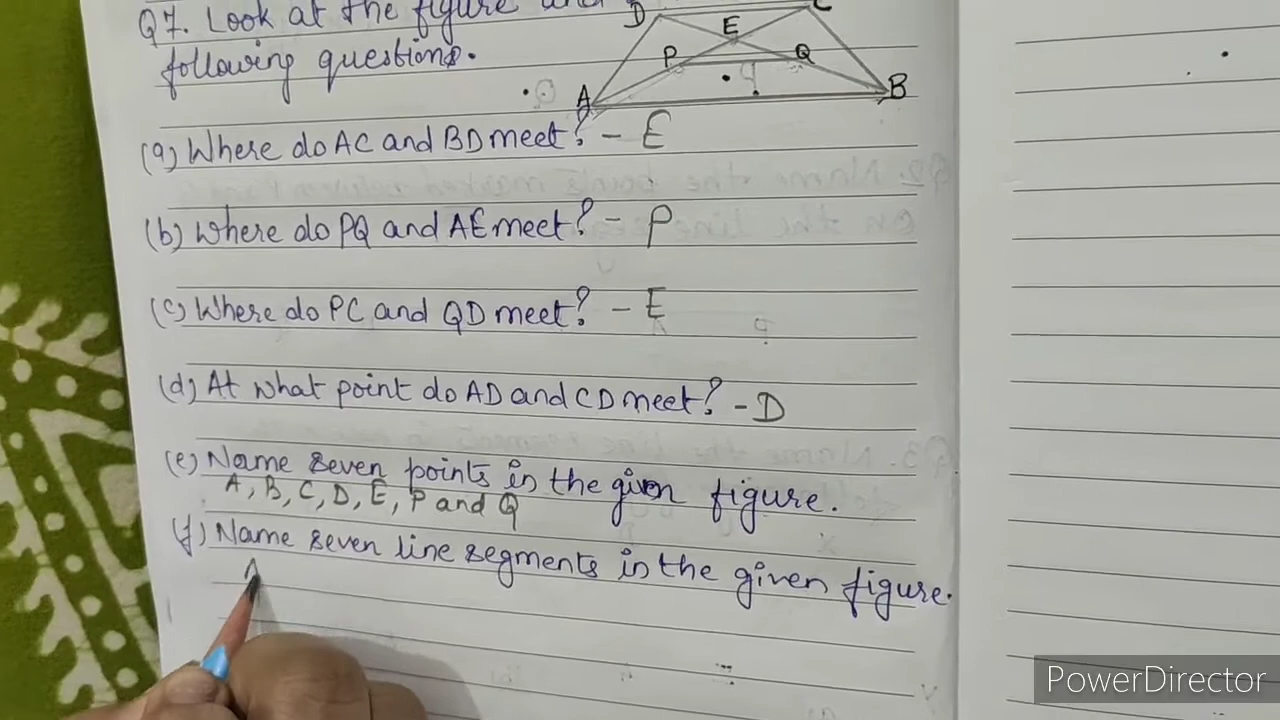 Q7. Look at the figure and
following questions.
D C
E
P Q
A B
(a) Where do AC and BD meet? - E
(b) Where do PQ and AE meet? - P
(c) Where do PC and QD meet? - E
(d) At what point do AD and CD meet? - D
(e) Name seven points in the given figure.
A, B, C, D, E, P and Q
(f) Name seven line segments in the given figure.
A
PowerDirector